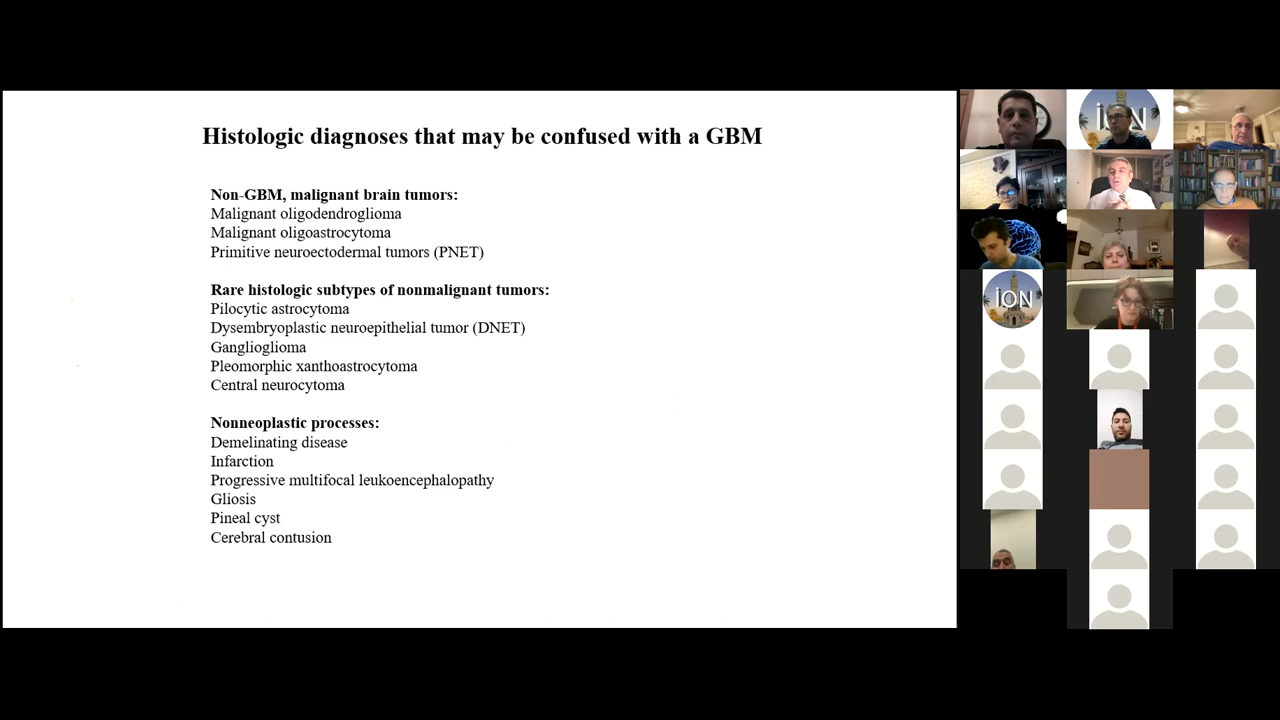 Histologic diagnoses that may be confused with a GBM
Non-GBM, malignant brain tumors:
Malignant oligodendroglioma
Malignant oligoastrocytoma
Primitive neuroectodermal tumors (PNET)
Rare histologic subtypes of nonmalignant tumors:
Pilocytic astrocytoma
Dysembryoplastic neuroepithelial tumor (DNET)
Ganglioglioma
Pleomorphic xanthoastrocytoma
Central neurocytoma
Nonneoplastic processes:
Demelinating disease
Infarction
Progressive multifocal leukoencephalopathy
Gliosis
Pineal cyst
Cerebral contusion
İON
İON